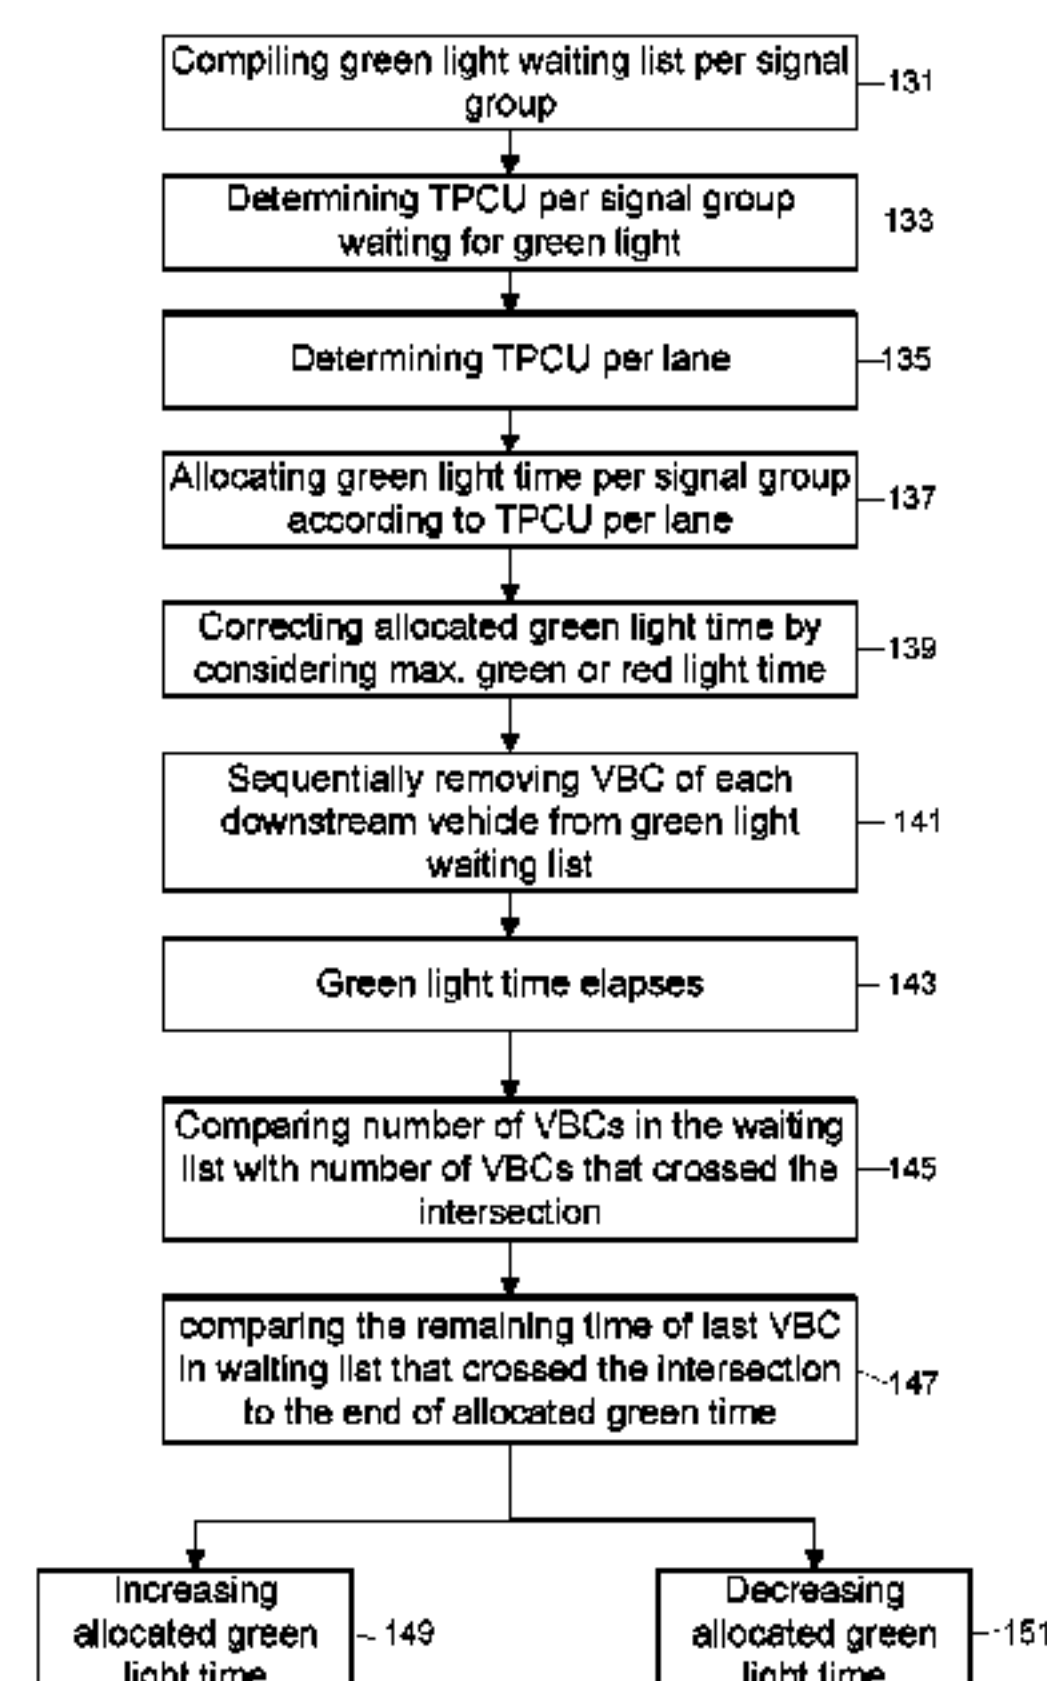 Compiling green light waiting list per signal
group
131
Determining TPCU per signal group
waiting for green light
133
Determining TPCU per lane
135
Allocating green light time per signal group
according to TPCU per lane
137
Correcting allocated green light time by
considering max. green or red light time
139
Sequentially removing VBC of each
downstream vehicle from green light
waiting list
141
Green light time elapses
143
Comparing number of VBCs in the waiting
list with number of VBCs that crossed the
intersection
145
comparing the remaining time of last VBC
in waiting list that crossed the intersection
to the end of allocated green time
147
Increasing
allocated green
light time
149
Decreasing
allocated green
light time
151